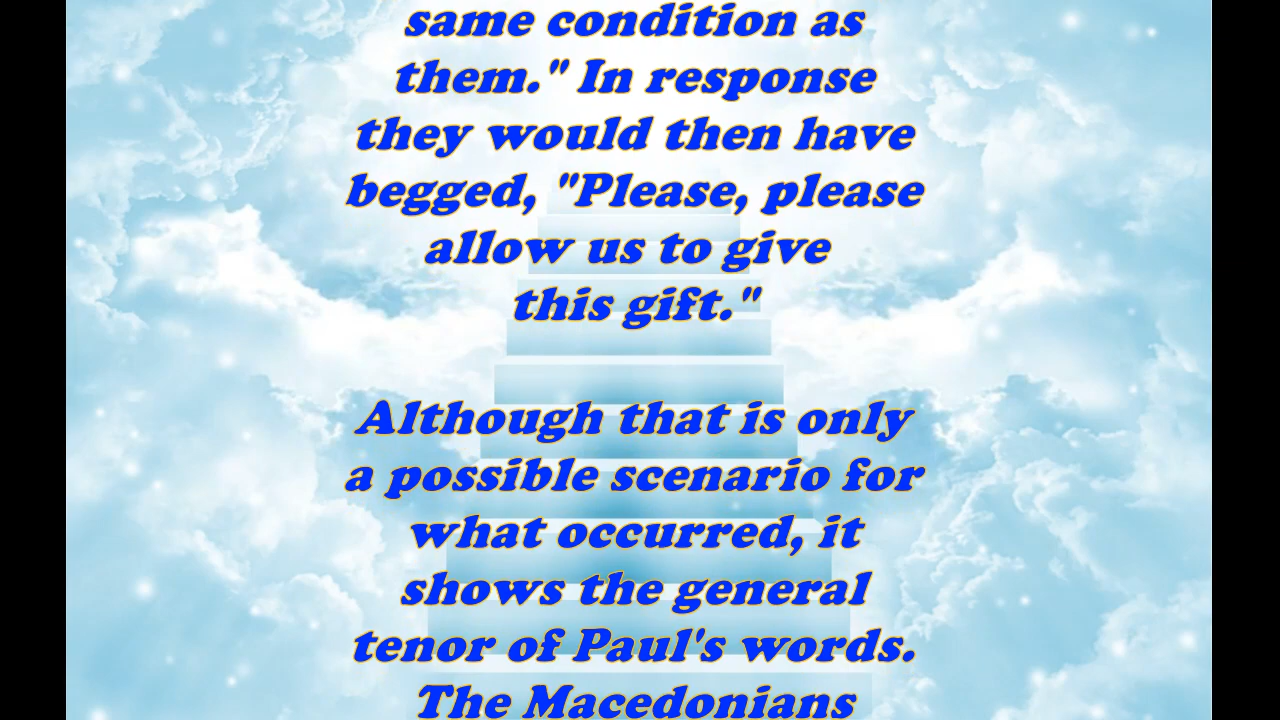 same condition as
them." In response
they would then have
begged, "Please, please
allow us to give
this gift."
Although that is only
a possible scenario for
what occurred, it
shows the general
tenor of Paul's words.
The Macedonians